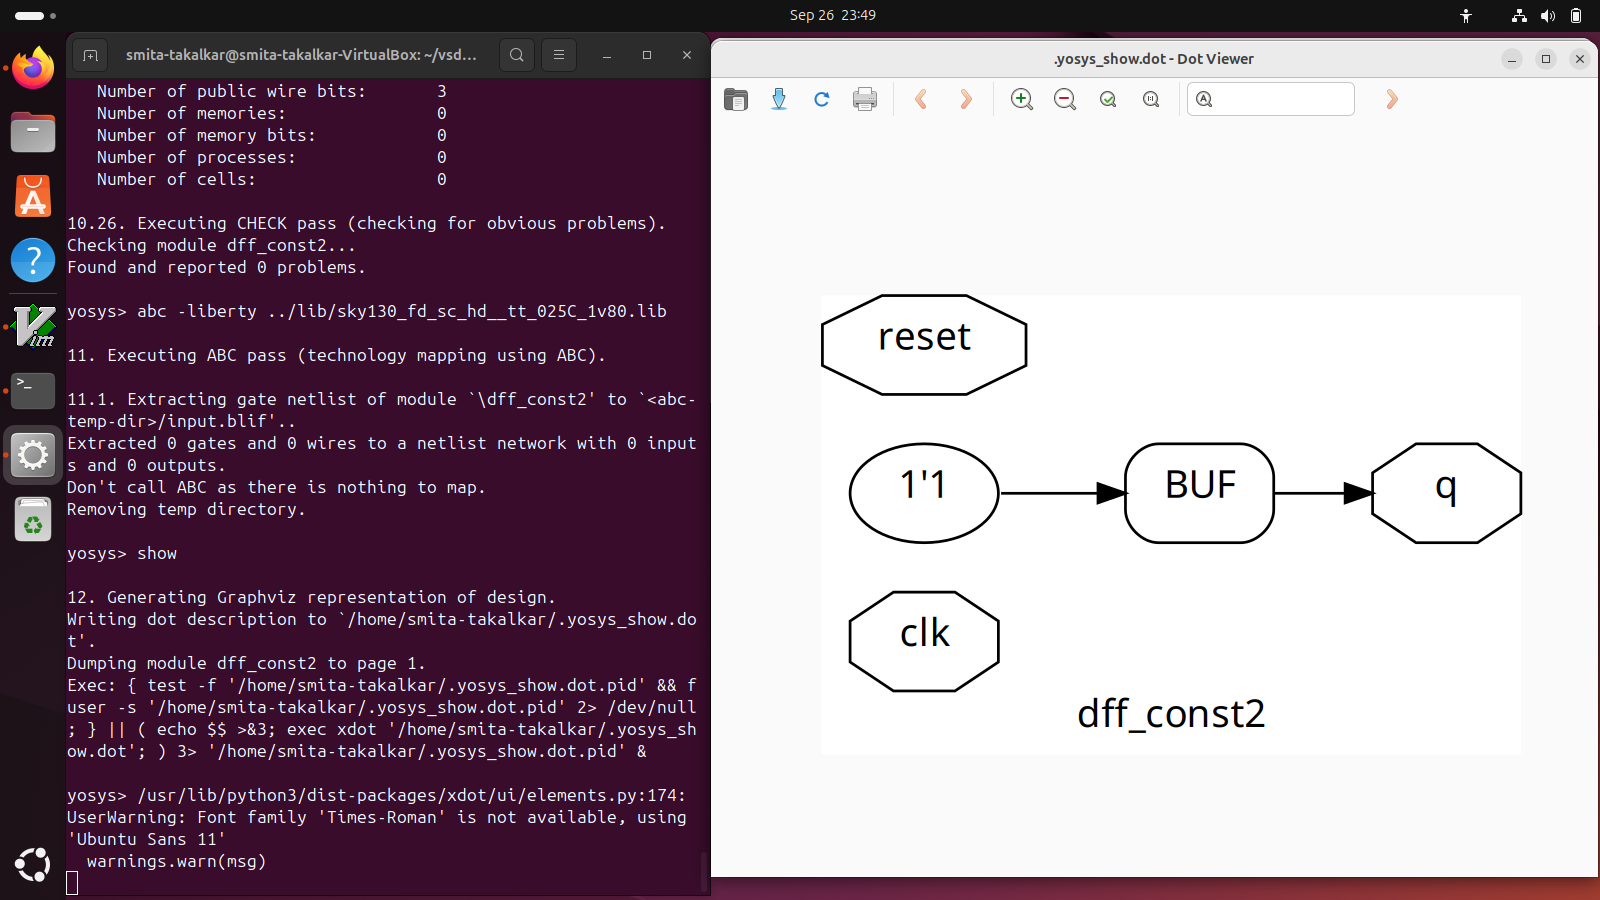 Sep 26 23:49
smita-takalkar@smita-takalkar-VirtualBox: ~/vsd...
Number of public wire bits: 3
Number of memories: 0
Number of memory bits: 0
Number of processes: 0
Number of cells: 0
10.26. Executing CHECK pass (checking for obvious problems).
Checking module dff_const2...
Found and reported 0 problems.
yosys> abc -liberty ../lib/sky130_fd_sc_hd__tt_025C_1v80.lib
11. Executing ABC pass (technology mapping using ABC).
11.1. Extracting gate netlist of module `\dff_const2' to `<abc-
temp-dir>/input.blif'..
Extracted 0 gates and 0 wires to a netlist network with 0 input
s and 0 outputs.
Don't call ABC as there is nothing to map.
Removing temp directory.
yosys> show
12. Generating Graphviz representation of design.
Writing dot description to `/home/smita-takalkar/.yosys_show.do
t'.
Dumping module dff_const2 to page 1.
Exec: { test -f '/home/smita-takalkar/.yosys_show.dot.pid' && f
user -s '/home/smita-takalkar/.yosys_show.dot.pid' 2> /dev/null
; } || ( echo $$ >&3; exec xdot '/home/smita-takalkar/.yosys_sh
ow.dot'; ) 3> '/home/smita-takalkar/.yosys_show.dot.pid' &
yosys> /usr/lib/python3/dist-packages/xdot/ui/elements.py:174:
UserWarning: Font family 'Times-Roman' is not available, using
'Ubuntu Sans 11'
warnings.warn(msg)
.yosys_show.dot - Dot Viewer
reset
1'1
BUF
q
clk
dff_const2